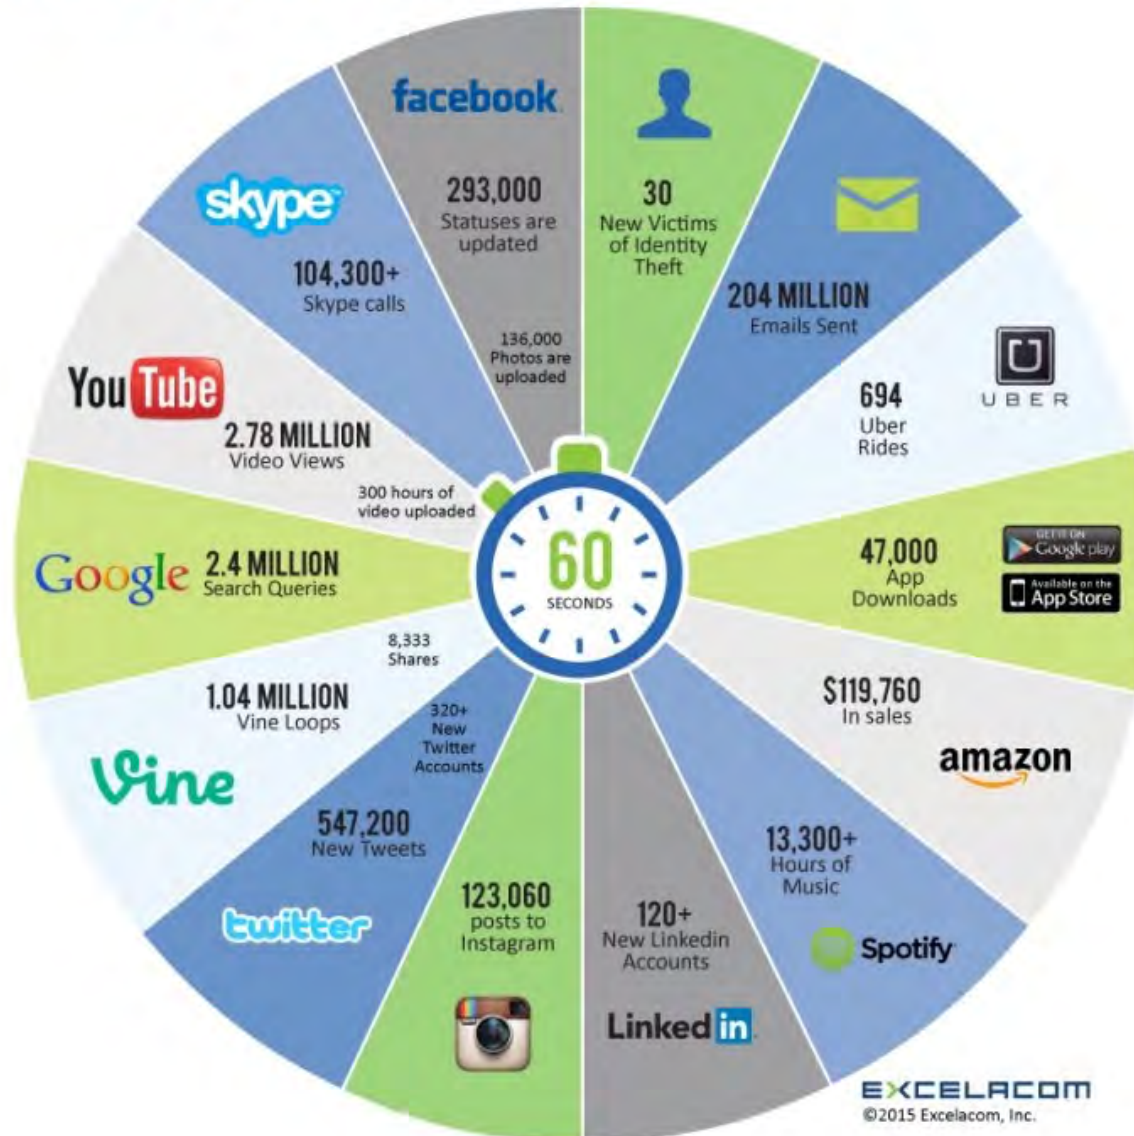 facebook
293,000
Statuses are
updated
136,000
Photos are
uploaded
30
New Victims
of Identity
Theft
204 MILLION
Emails Sent
UBER
694
Uber
Rides
47,000
App
Downloads
GET IT ON
Google play
Available on the
App Store
$119,760
In sales
amazon
13,300+
Hours of
Music
Spotify
120+
New Linkedin
Accounts
Linked in
123,060
posts to
Instagram
320+
New
Twitter
Accounts
547,200
New Tweets
twitter
8,333
Shares
1.04 MILLION
Vine Loops
Vine
Google
2.4 MILLION
Search Queries
You Tube
2.78 MILLION
Video Views
300 hours of
video uploaded
skype
104,300+
Skype calls
60
SECONDS
EXCELACOM
©2015 Excelacom, Inc.